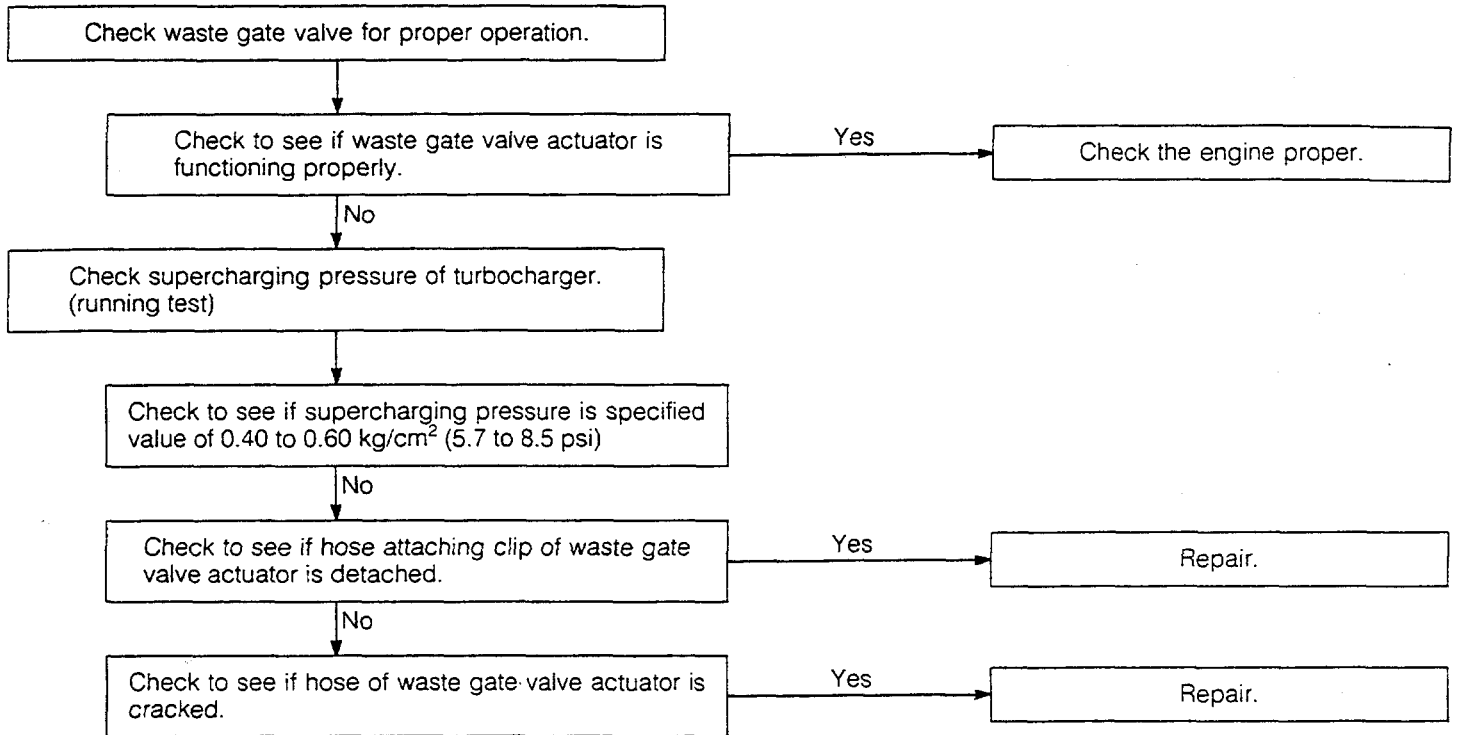 Check waste gate valve for proper operation.
Check to see if waste gate valve actuator is
functioning properly.
Yes
Check the engine proper.
No
Check supercharging pressure of turbocharger.
(running test)
Check to see if supercharging pressure is specified
value of 0.40 to 0.60 kg/cm² (5.7 to 8.5 psi)
No
Check to see if hose attaching clip of waste gate
valve actuator is detached.
Yes
Repair.
No
Check to see if hose of waste gate valve actuator is
cracked.
Yes
Repair.